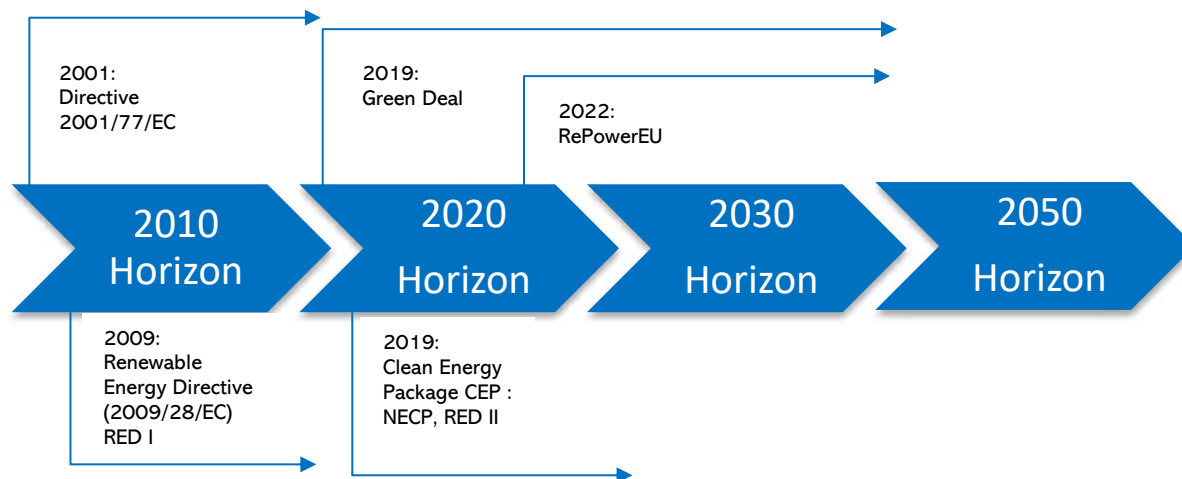 2001:
Directive
2001/77/EC
2019:
Green Deal
2022:
RePowerEU
2010
Horizon
2020
Horizon
2030
Horizon
2050
Horizon
2009:
Renewable
Energy Directive
(2009/28/EC)
RED I
2019:
Clean Energy
Package CEP :
NECP, RED II